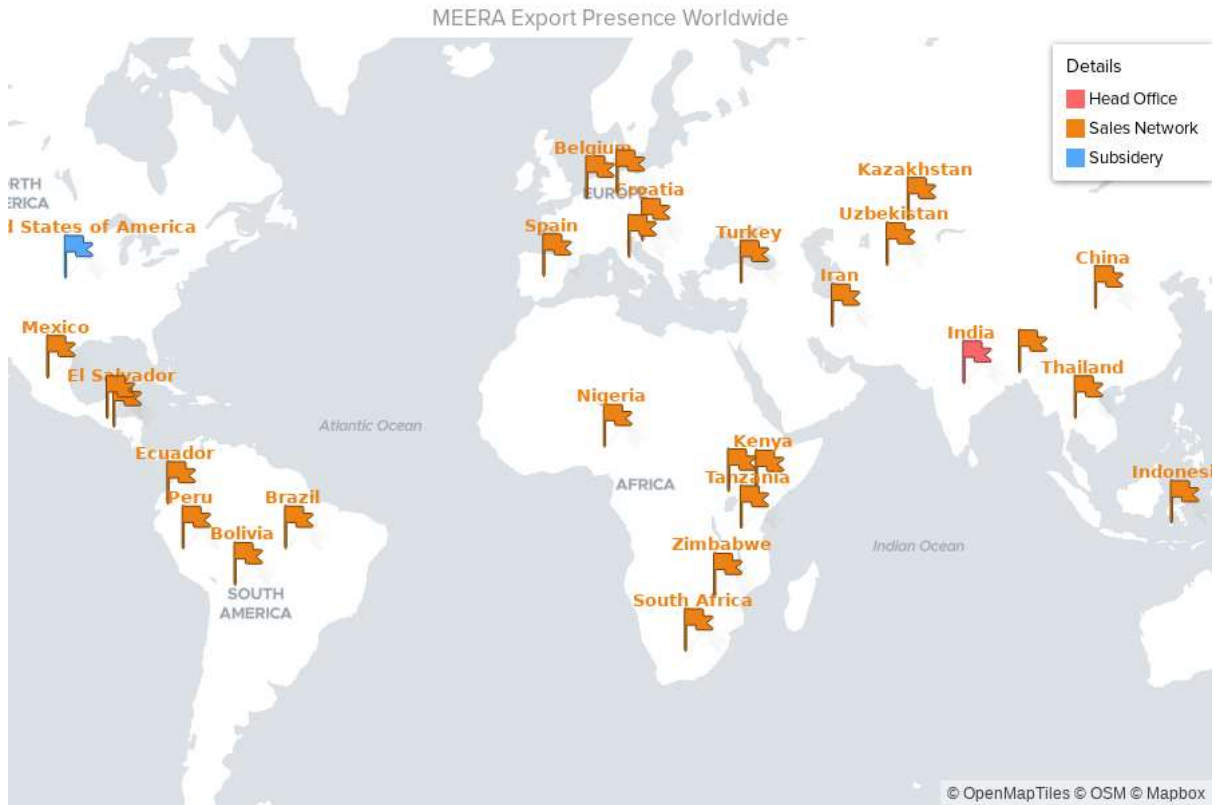 MEERA Export Presence Worldwide
Details
Head Office
Sales Network
Subsidery
Belgium
EUROPE
Croatia
Kazakhstan
RTH
ERICA
d States of America
Spain
Turkey
Uzbekistan
Iran
China
Mexico
India
El Salvador
Thailand
Nigeria
Atlantic Ocean
Kenya
Ecuador
AFRICA
Tanzania
Indonesi
Peru
Brazil
Bolivia
Zimbabwe
Indian Ocean
SOUTH
AMERICA
South Africa
© OpenMapTiles © OSM © Mapbox